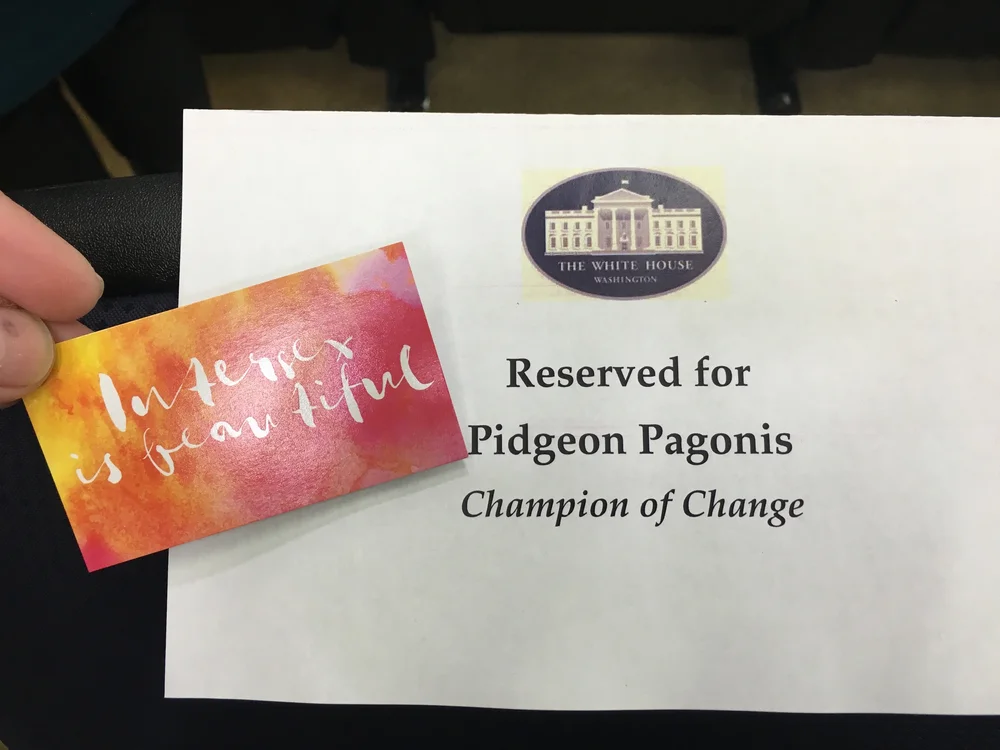 THE WHITE HOUSE
WASHINGTON
Reserved for
Pidgeon Pagonis
Champion of Change
Intersex
is beautiful